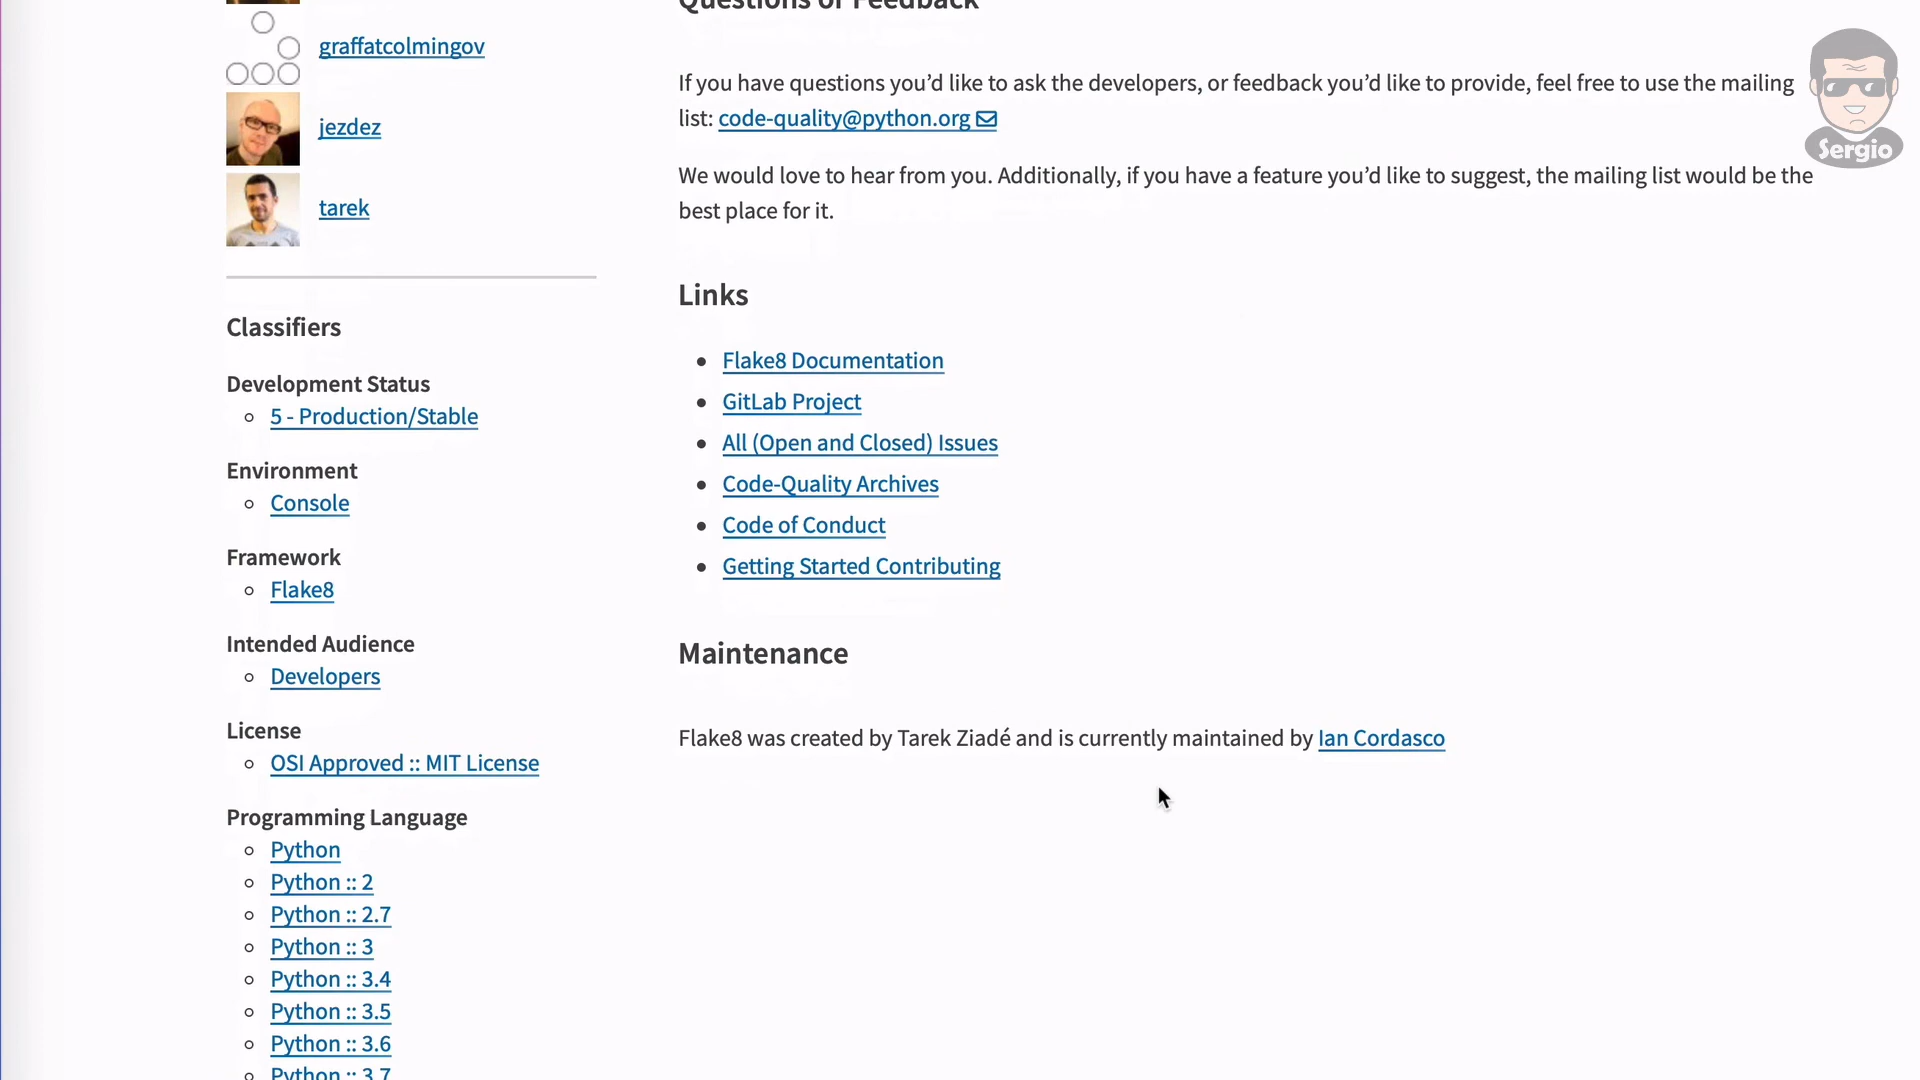 graffatcolmingov
jezdez
tarek
Classifiers
Development Status
5 - Production/Stable
Environment
Console
Framework
Flake8
Intended Audience
Developers
License
OSI Approved :: MIT License
Programming Language
Python
Python :: 2
Python :: 2.7
Python :: 3
Python :: 3.4
Python :: 3.5
Python :: 3.6
Python :: 3.7
Questions or Feedback
If you have questions you’d like to ask the developers, or feedback you’d like to provide, feel free to use the mailing
list: code-quality@python.org
We would love to hear from you. Additionally, if you have a feature you’d like to suggest, the mailing list would be the
best place for it.
Links
Flake8 Documentation
GitLab Project
All (Open and Closed) Issues
Code-Quality Archives
Code of Conduct
Getting Started Contributing
Maintenance
Flake8 was created by Tarek Ziadé and is currently maintained by Ian Cordasco
Sergio